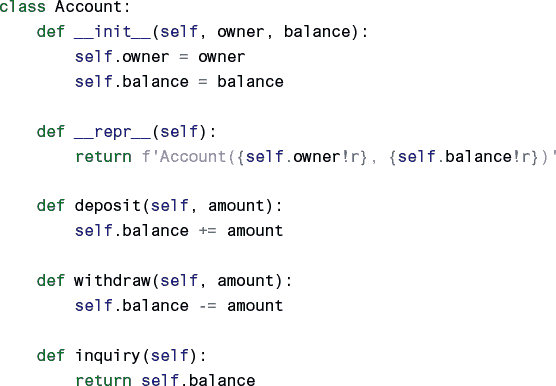 class Account:
    def __init__(self, owner, balance):
        self.owner = owner
        self.balance = balance

    def __repr__(self):
        return f'Account({self.owner!r}, {self.balance!r})'

    def deposit(self, amount):
        self.balance += amount

    def withdraw(self, amount):
        self.balance -= amount

    def inquiry(self):
        return self.balance